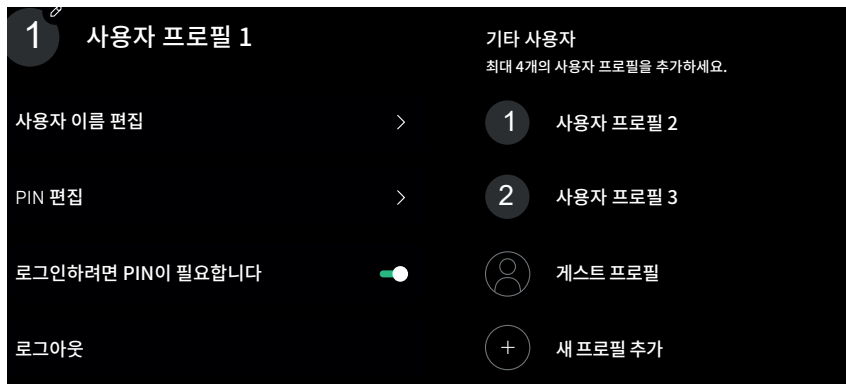 1
사용자 프로필 1
사용자 이름 편집
PIN 편집
로그인하려면 PIN이 필요합니다
로그아웃
기타 사용자
최대 4개의 사용자 프로필을 추가하세요.
1
사용자 프로필 2
2
사용자 프로필 3
게스트 프로필
새 프로필 추가